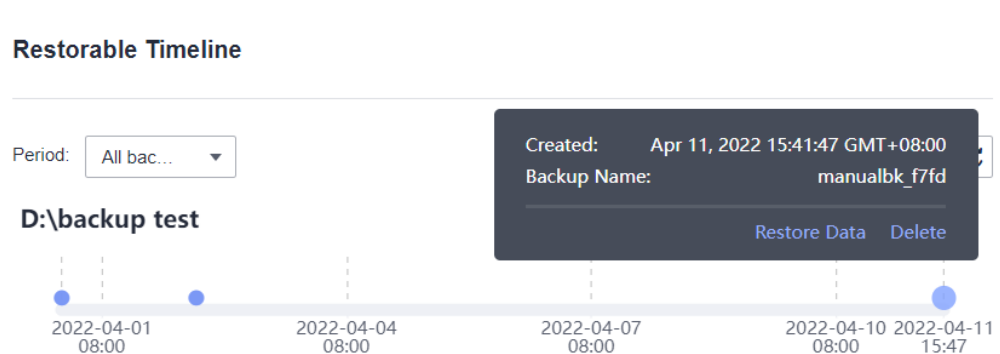 Restorable Timeline
Period: All bac...
Created: Apr 11, 2022 15:41:47 GMT+08:00
Backup Name: manualbk_f7fd
Restore Data Delete
D:\backup test
2022-04-01 2022-04-04 2022-04-07 2022-04-10 2022-04-11
08:00 08:00 08:00 08:00 15:47